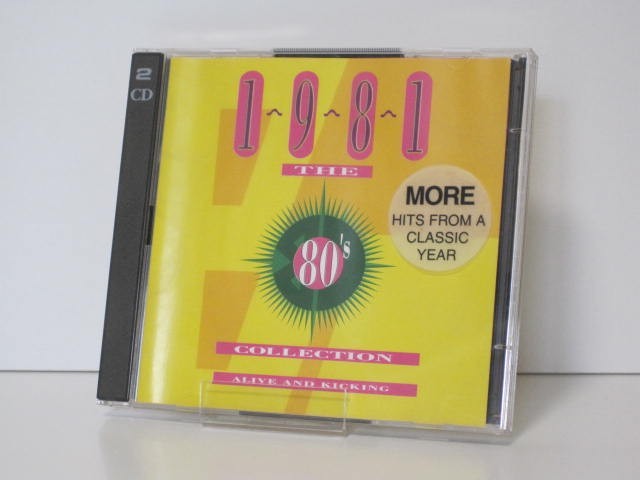 2
CD
1~9~8~1
THE
80's
COLLECTION
ALIVE AND KICKING
MORE
HITS FROM A
CLASSIC
YEAR